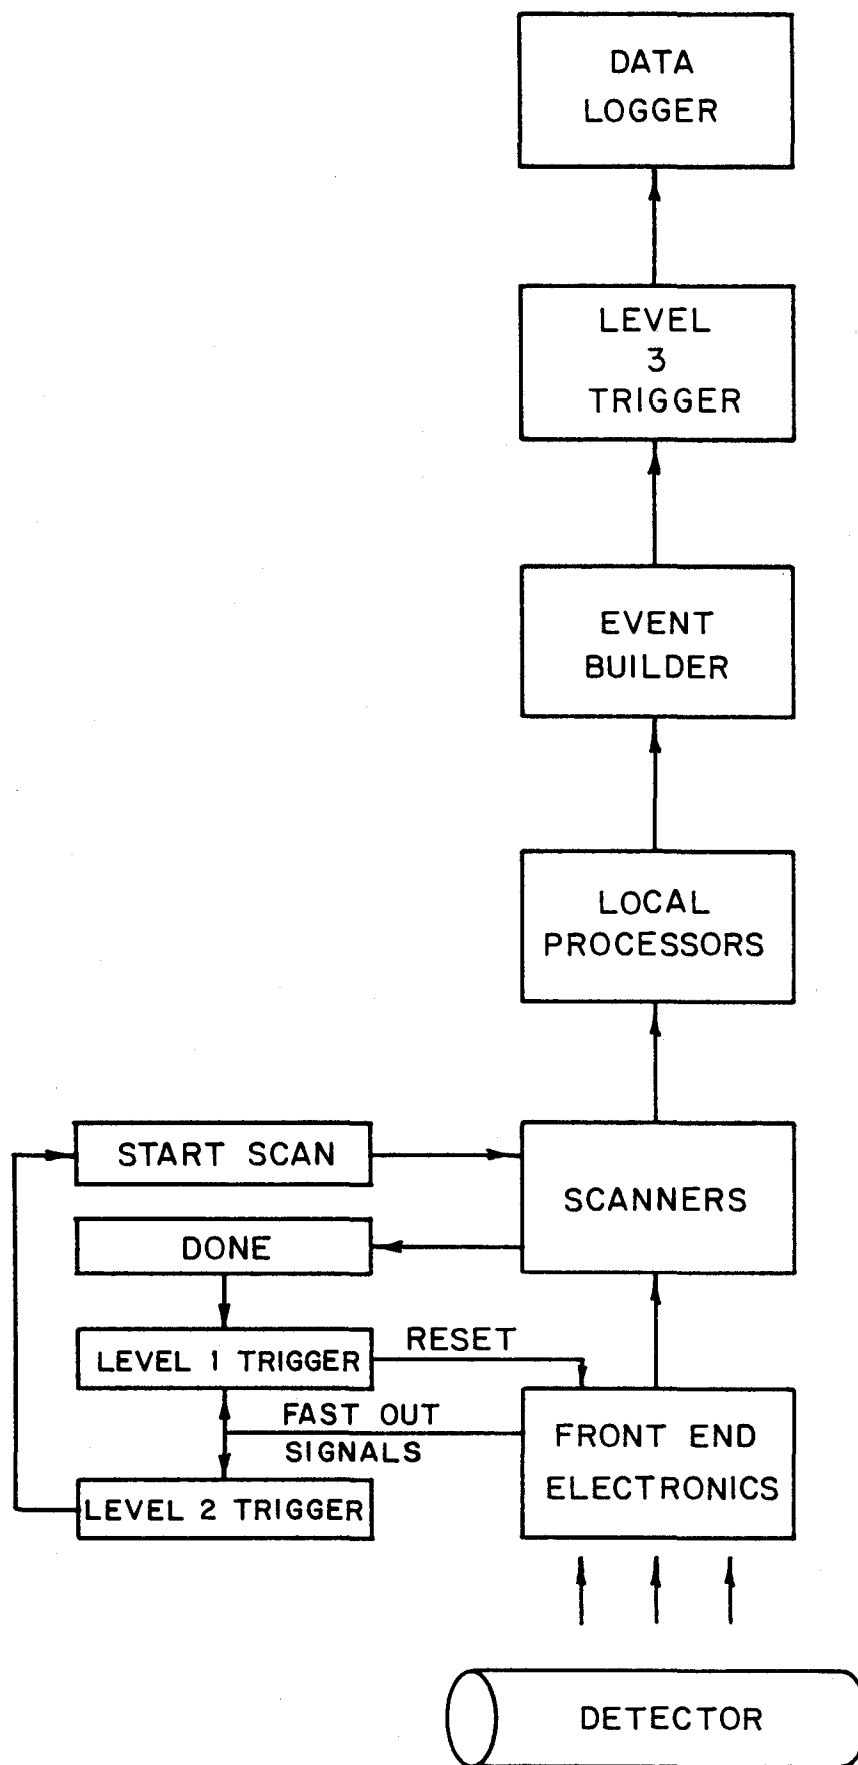 DATA
LOGGER
LEVEL
3
TRIGGER
EVENT
BUILDER
LOCAL
PROCESSORS
START SCAN
SCANNERS
DONE
LEVEL 1 TRIGGER
RESET
FAST OUT
SIGNALS
FRONT END
ELECTRONICS
LEVEL 2 TRIGGER
DETECTOR